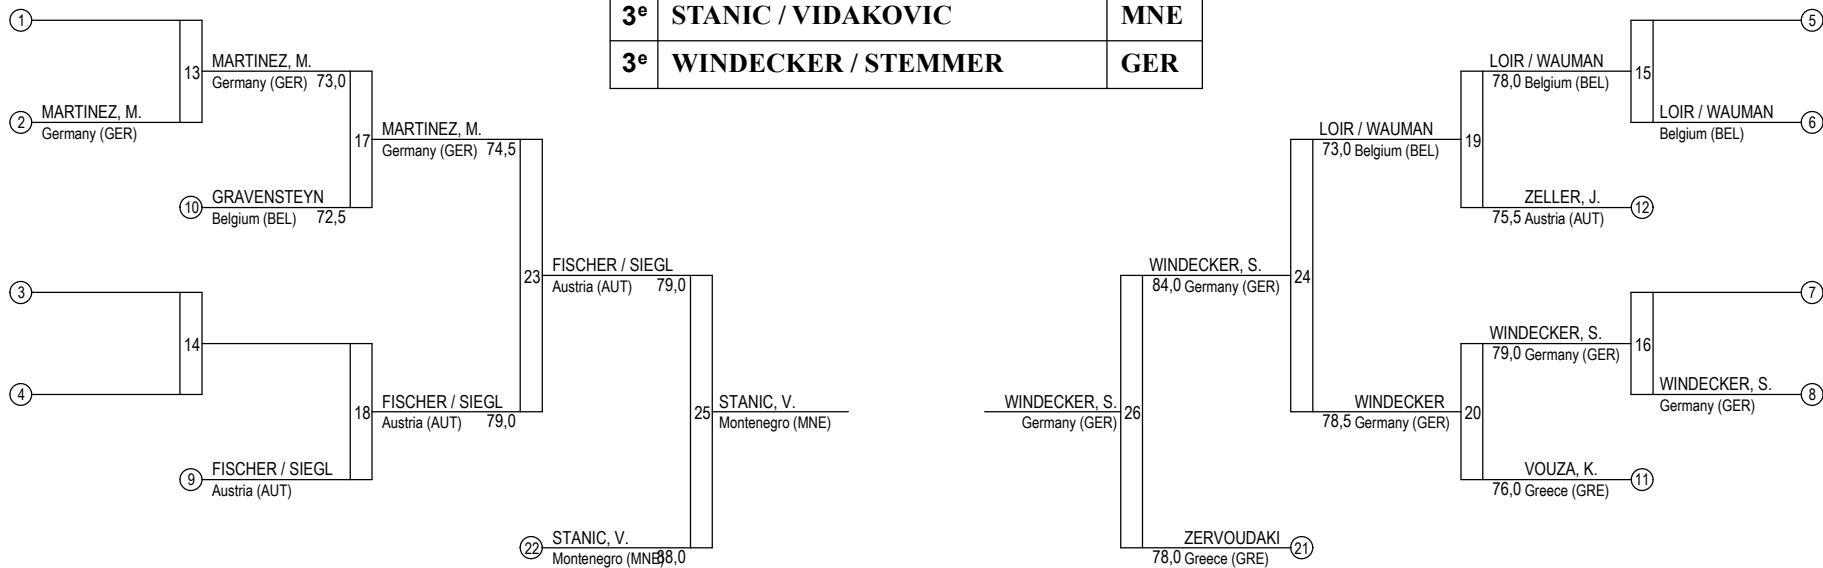 3e STANIC / VIDAKOVIC MNE
3e WINDECKER / STEMMER GER
1
13
MARTINEZ, M.
Germany (GER) 73,0
2
MARTINEZ, M.
Germany (GER)
17
MARTINEZ, M.
Germany (GER) 74,5
10
GRAVENSTEYN
Belgium (BEL) 72,5
23
FISCHER / SIEGL
Austria (AUT) 79,0
3
14
4
18
FISCHER / SIEGL
Austria (AUT) 79,0
9
FISCHER / SIEGL
Austria (AUT)
25
STANIC, V.
Montenegro (MNE)
22
STANIC, V.
Montenegro (MNE) 88,0
5
LOIR / WAUMAN
78,0 Belgium (BEL)
15
LOIR / WAUMAN
Belgium (BEL)
6
LOIR / WAUMAN
73,0 Belgium (BEL)
19
ZELLER, J.
75,5 Austria (AUT)
12
WINDECKER, S.
84,0 Germany (GER)
24
7
WINDECKER, S.
79,0 Germany (GER)
16
WINDECKER, S.
Germany (GER)
8
WINDECKER
78,5 Germany (GER)
20
VOUZA, K.
76,0 Greece (GRE)
11
WINDECKER, S.
Germany (GER)
26
ZERVOUDAKI
78,0 Greece (GRE)
21